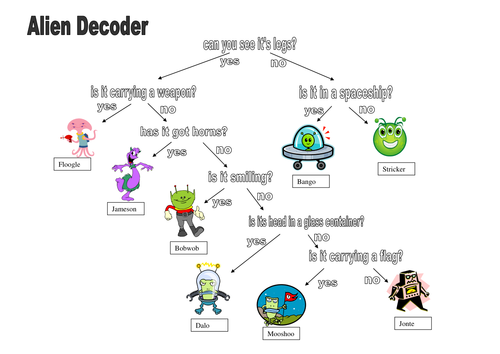 Alien Decoder
can you see it's legs?
yes no
is it carrying a weapon?
is it in a spaceship?
yes no
yes no
has it got horns?
Floogle
yes no
Bango
Stricker
is it smiling?
Jameson
yes no
Bobwob
is its head in a glass container?
yes no
is it carrying a flag?
yes no
Dalo
Mooshoo
Jonte